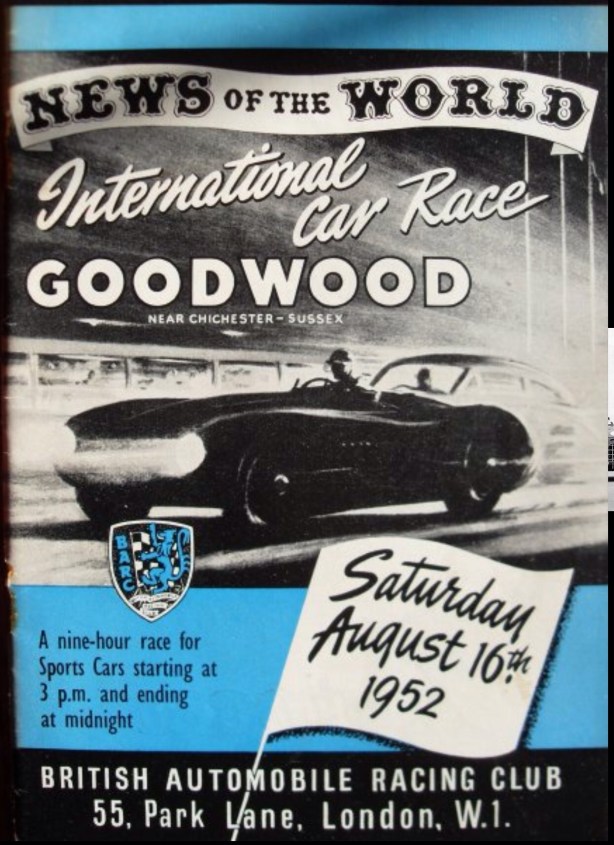 NEWS OF THE WORLD
International
Car Race
GOODWOOD
NEAR CHICHESTER – SUSSEX
BARC
A nine-hour race for
Sports Cars starting at
3 p.m. and ending
at midnight
Saturday
August 16th.
1952
BRITISH AUTOMOBILE RACING CLUB
55, Park Lane, London, W.1.